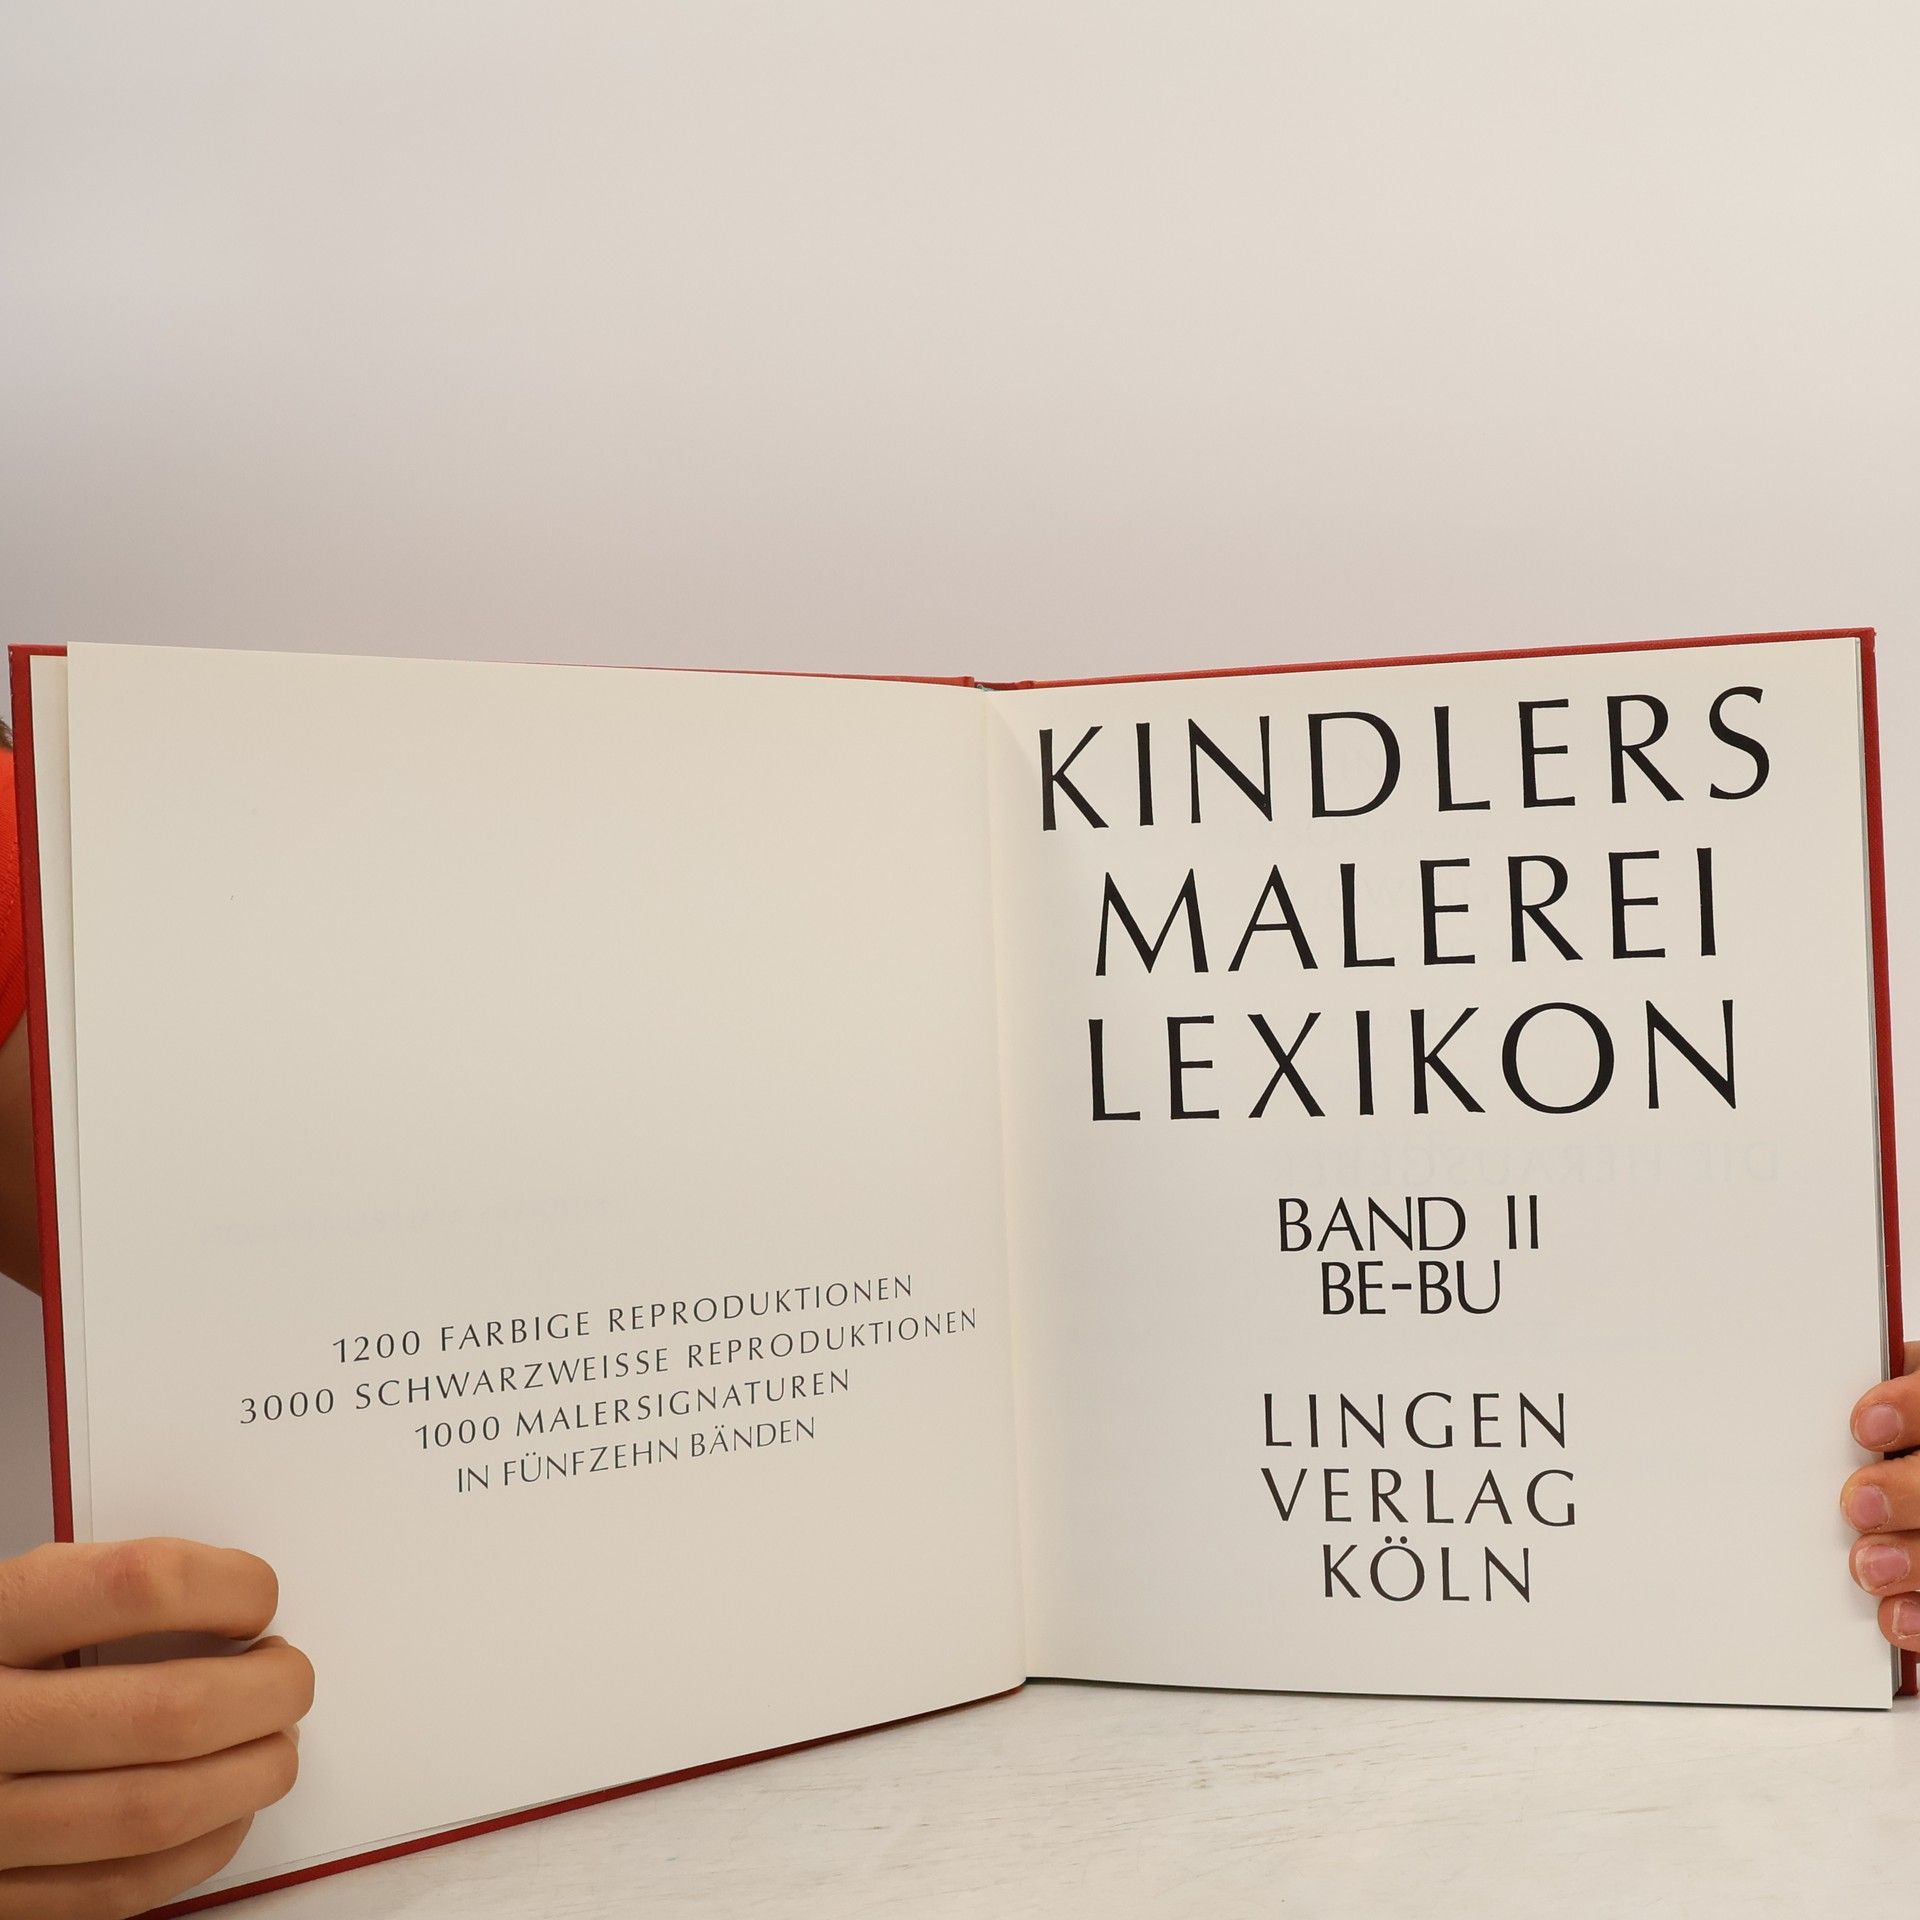 1200 FARBIGE REPRODUKTIONEN
3000 SCHWARZWEISSE REPRODUKTIONEN
1000 MALERSIGNATUREN
IN FÜNFZEHN BÄNDEN
KINDLERS
MALEREI
LEXIKON
BAND II
BE-BU
LINGEN
VERLAG
KÖLN